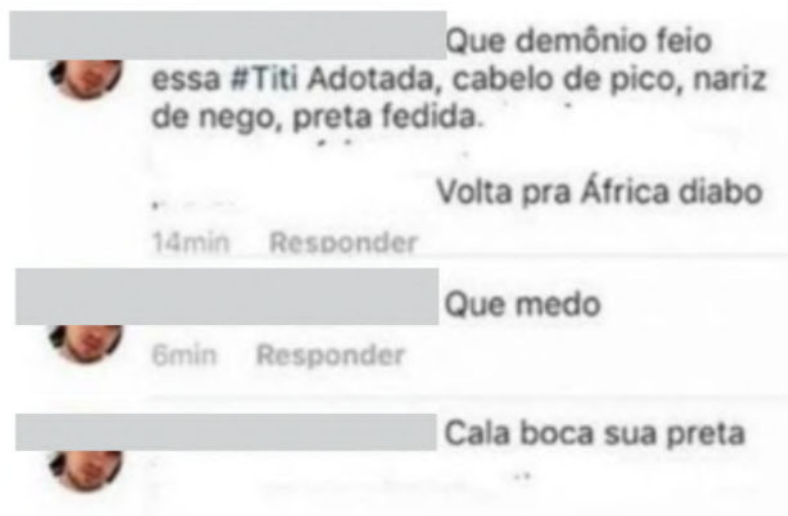 Que demônio feio
essa #Titi Adotada, cabelo de pico, nariz
de nego, preta fedida.
Volta pra África diabo
14min Responder
Que medo
6min Responder
Cala boca sua preta